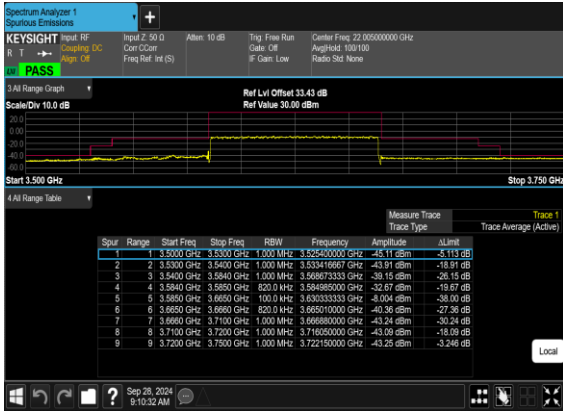 Spectrum Analyzer 1
Spurious Emissions
+
KEYSIGHT Input: RF Input Z: 50 Ω Atten: 10 dB Trig: Free Run Center Freq: 22.005000000 GHz
R T Coupling: DC Corr CCorr Gate: Off Avg|Hold: 100/100
Align: Off Freq Ref: Int (S) IF Gain: Low Radio Std: None
PASS
3 All Range Graph Ref Lvl Offset 33.43 dB
Scale/Div 10.0 dB Ref Value 30.00 dBm
20.0
0.00
-20.0
-40.0
-60.0
Start 3.500 GHz Stop 3.750 GHz
4 All Range Table
Measure Trace Trace 1
Trace Type Trace Average (Active)
Spur Range Start Freq Stop Freq RBW Frequency Amplitude ΔLimit
1 1 3.5000 GHz 3.5300 GHz 1.000 MHz 3.525400000 GHz -45.11 dBm -5.113 dB
2 2 3.5300 GHz 3.5400 GHz 1.000 MHz 3.533416667 GHz -43.91 dBm -18.91 dB
3 3 3.5400 GHz 3.5840 GHz 1.000 MHz 3.568673333 GHz -39.15 dBm -26.15 dB
4 4 3.5840 GHz 3.5850 GHz 820.0 kHz 3.584985000 GHz -32.67 dBm -19.67 dB
5 5 3.5850 GHz 3.6650 GHz 100.0 kHz 3.630333333 GHz -8.004 dBm -38.00 dB
6 6 3.6650 GHz 3.6660 GHz 820.0 kHz 3.665010000 GHz -40.36 dBm -27.36 dB
7 7 3.6660 GHz 3.7100 GHz 1.000 MHz 3.666880000 GHz -43.24 dBm -30.24 dB
8 8 3.7100 GHz 3.7200 GHz 1.000 MHz 3.716050000 GHz -43.09 dBm -18.09 dB
9 9 3.7200 GHz 3.7500 GHz 1.000 MHz 3.722150000 GHz -43.25 dBm -3.246 dB
Local
? Sep 28, 2024
9:10:32 AM